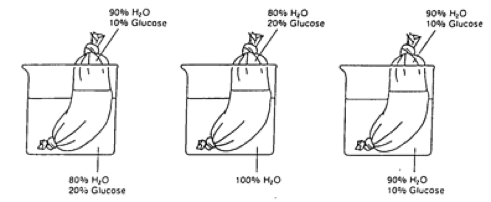 90% H₂O
10% Glucose
80% H₂O
20% Glucose
90% H₂O
10% Glucose
80% H₂O
20% Glucose
100% H₂O
90% H₂O
10% Glucose